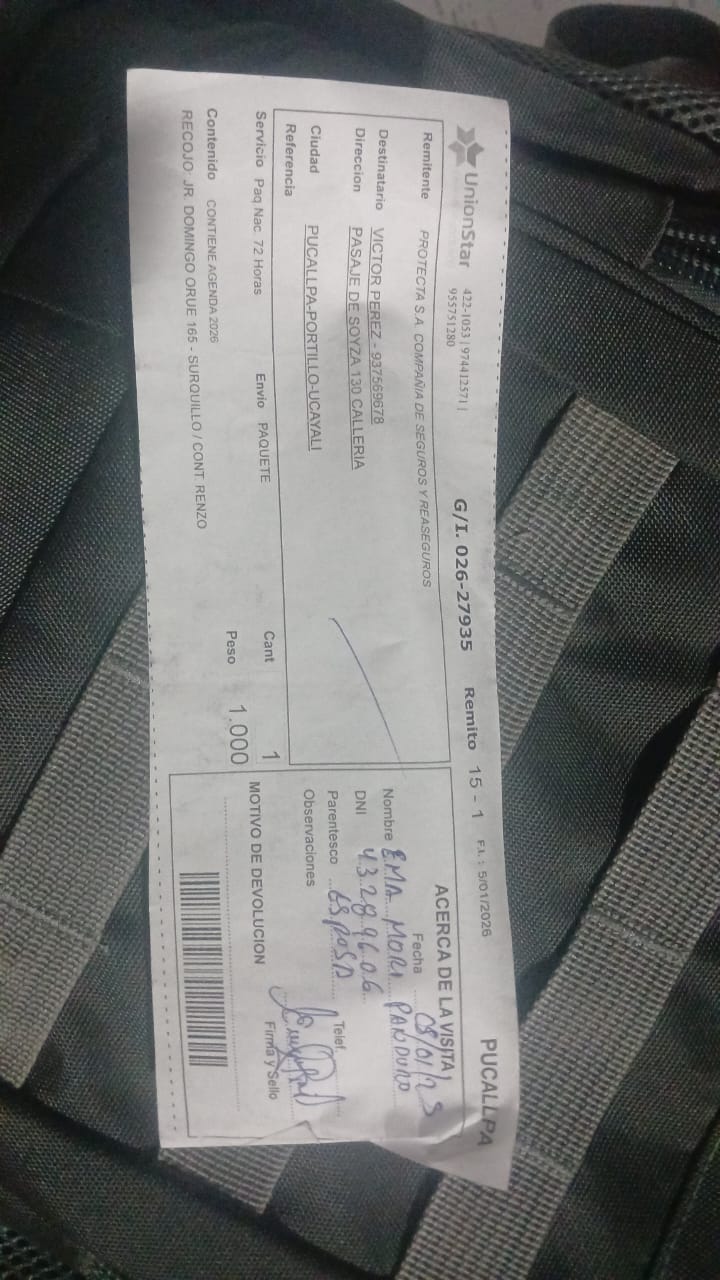 UnionStar
422-1053 | 974412571 |
955751280
G/I. 026-27935
Remito 15 - 1
F.I.: 5/01/2026
PUCALLPA
Remitente PROTECTA S.A. COMPAÑIA DE SEGUROS Y REASEGUROS
Destinatario VICTOR PEREZ - 937569678
Direccion PASAJE DE SOYZA 130 CALLERIA
Ciudad PUCALLPA-PORTILLO-UCAYALI
Referencia
Servicio Paq Nac. 72 Horas Envio PAQUETE Cant 1
Peso 1.000
Contenido CONTIENE AGENDA 2026
RECOJO: JR. DOMINGO ORUE 165 - SURQUILLO / CONT. RENZO
ACERCA DE LA VISITA
Fecha
Nombre EMA MORI PANDURO
DNI 43289606
Parentesco ESPOSA Telef.
Observaciones
Firma y Sello
MOTIVO DE DEVOLUCION